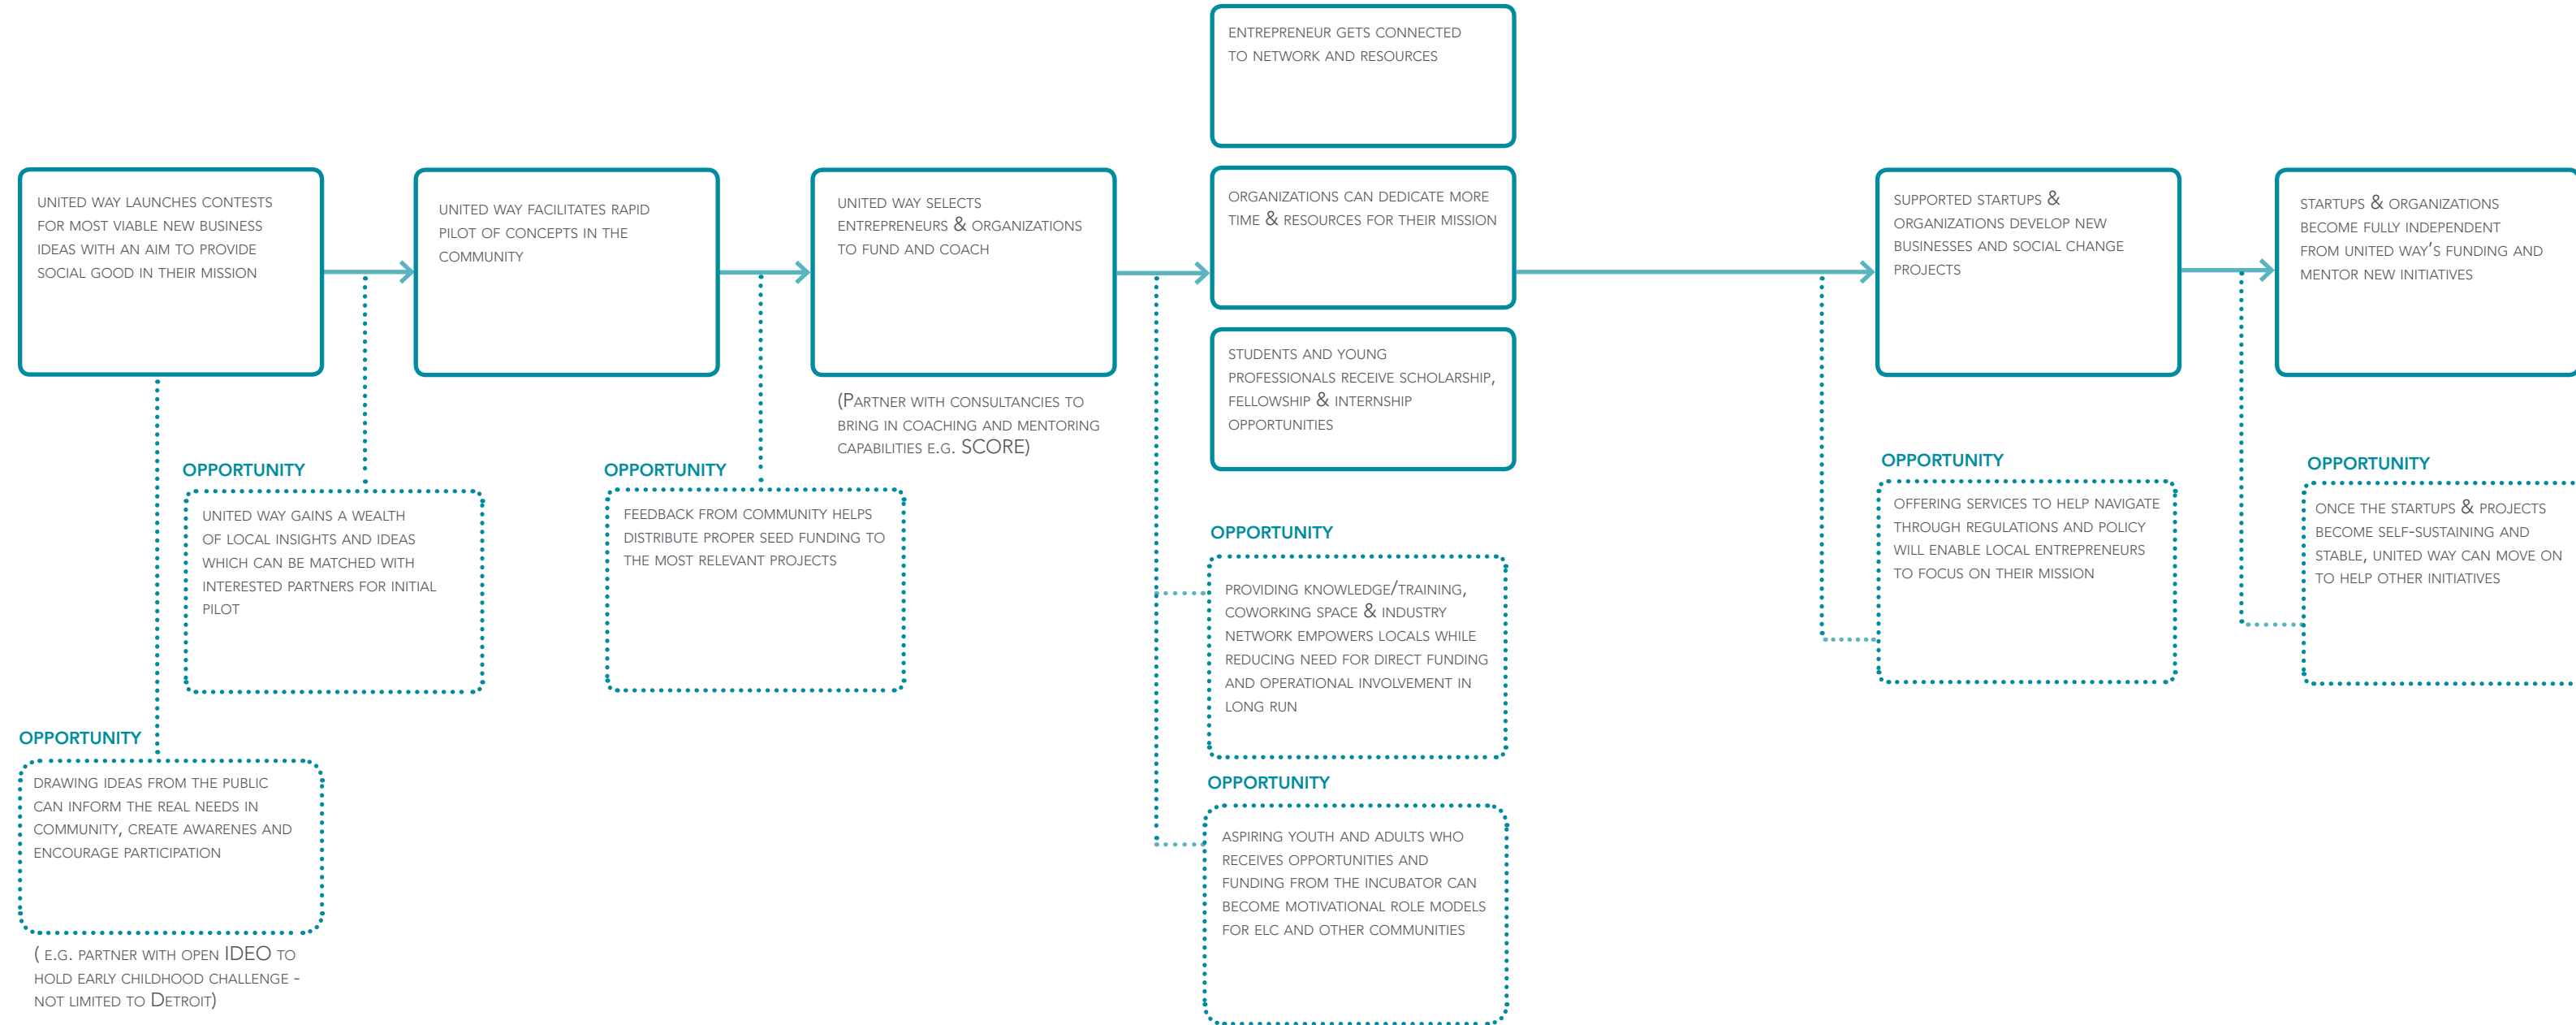 UNITED WAY LAUNCHES CONTESTS
FOR MOST VIABLE NEW BUSINESS
IDEAS WITH AN AIM TO PROVIDE
SOCIAL GOOD IN THEIR MISSION
UNITED WAY FACILITATES RAPID
PILOT OF CONCEPTS IN THE
COMMUNITY
UNITED WAY SELECTS
ENTREPRENEURS & ORGANIZATIONS
TO FUND AND COACH
(PARTNER WITH CONSULTANCIES TO
BRING IN COACHING AND MENTORING
CAPABILITIES E.G. SCORE)
ENTREPRENEUR GETS CONNECTED
TO NETWORK AND RESOURCES
ORGANIZATIONS CAN DEDICATE MORE
TIME & RESOURCES FOR THEIR MISSION
STUDENTS AND YOUNG
PROFESSIONALS RECEIVE SCHOLARSHIP,
FELLOWSHIP & INTERNSHIP
OPPORTUNITIES
SUPPORTED STARTUPS &
ORGANIZATIONS DEVELOP NEW
BUSINESSES AND SOCIAL CHANGE
PROJECTS
STARTUPS & ORGANIZATIONS
BECOME FULLY INDEPENDENT
FROM UNITED WAY'S FUNDING AND
MENTOR NEW INITIATIVES
OPPORTUNITY
UNITED WAY GAINS A WEALTH
OF LOCAL INSIGHTS AND IDEAS
WHICH CAN BE MATCHED WITH
INTERESTED PARTNERS FOR INITIAL
PILOT
OPPORTUNITY
FEEDBACK FROM COMMUNITY HELPS
DISTRIBUTE PROPER SEED FUNDING TO
THE MOST RELEVANT PROJECTS
OPPORTUNITY
PROVIDING KNOWLEDGE/TRAINING,
COWORKING SPACE & INDUSTRY
NETWORK EMPOWERS LOCALS WHILE
REDUCING NEED FOR DIRECT FUNDING
AND OPERATIONAL INVOLVEMENT IN
LONG RUN
OPPORTUNITY
OFFERING SERVICES TO HELP NAVIGATE
THROUGH REGULATIONS AND POLICY
WILL ENABLE LOCAL ENTREPRENEURS
TO FOCUS ON THEIR MISSION
OPPORTUNITY
ONCE THE STARTUPS & PROJECTS
BECOME SELF-SUSTAINING AND
STABLE, UNITED WAY CAN MOVE ON
TO HELP OTHER INITIATIVES
OPPORTUNITY
DRAWING IDEAS FROM THE PUBLIC
CAN INFORM THE REAL NEEDS IN
COMMUNITY, CREATE AWARENES AND
ENCOURAGE PARTICIPATION
( E.G. PARTNER WITH OPEN IDEO TO
HOLD EARLY CHILDHOOD CHALLENGE -
NOT LIMITED TO DETROIT)
OPPORTUNITY
ASPIRING YOUTH AND ADULTS WHO
RECEIVES OPPORTUNITIES AND
FUNDING FROM THE INCUBATOR CAN
BECOME MOTIVATIONAL ROLE MODELS
FOR ELC AND OTHER COMMUNITIES